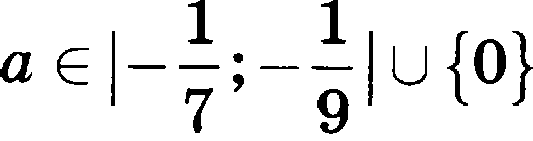 a ∈ |−1/7; −1/9| ∪ {0}